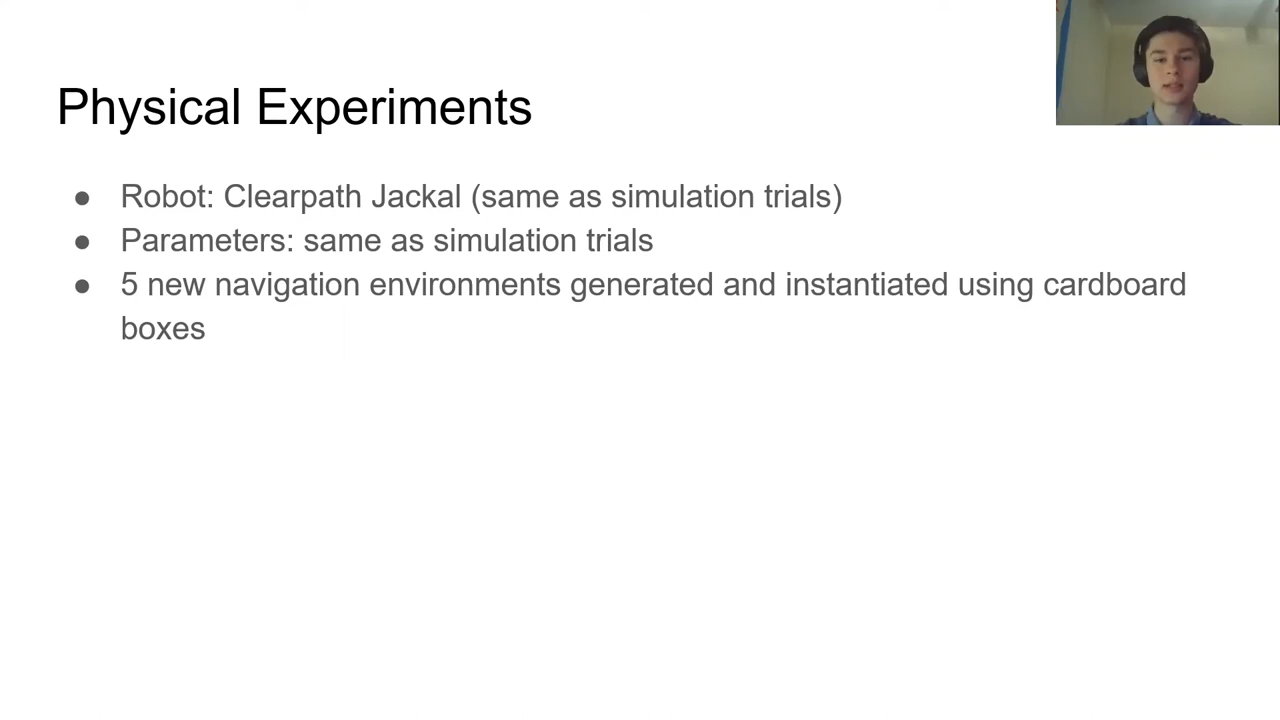 Physical Experiments
● Robot: Clearpath Jackal (same as simulation trials)
● Parameters: same as simulation trials
● 5 new navigation environments generated and instantiated using cardboard
boxes